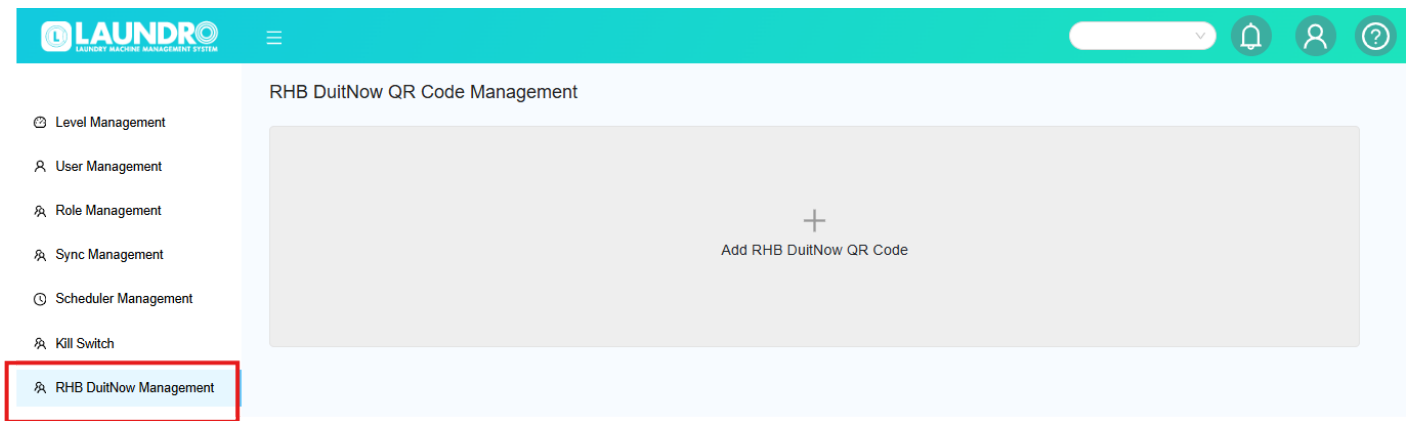 LAUNDRO
LAUNDRY MACHINE MANAGEMENT SYSTEM
RHB DuitNow QR Code Management
Level Management
User Management
Role Management
Sync Management
Scheduler Management
Kill Switch
RHB DuitNow Management
Add RHB DuitNow QR Code